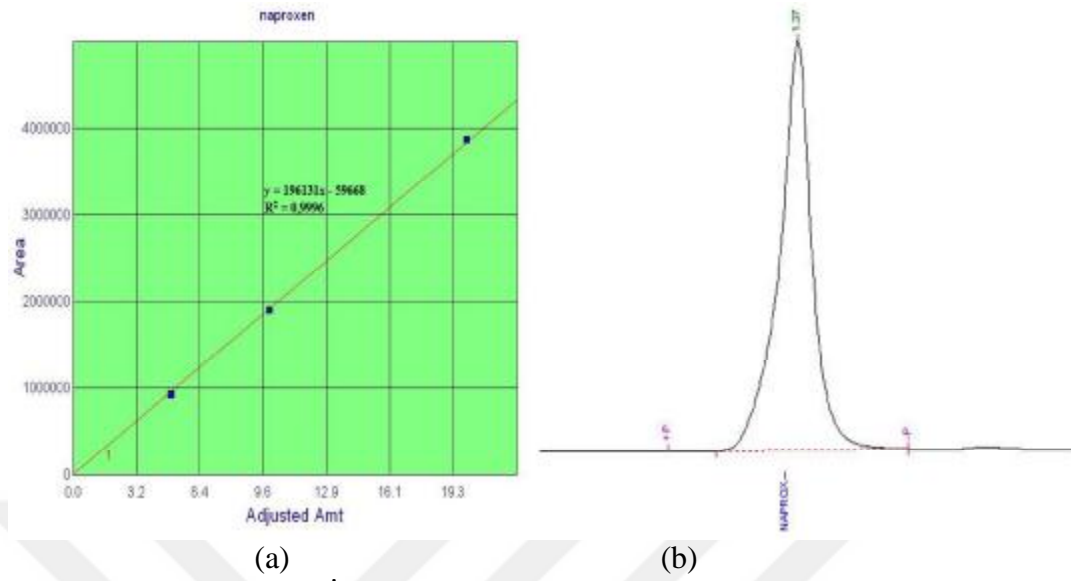 naproxen
4000000
3000000
2000000
1000000
0
Area
y = 196131x - 59668
R² = 0,9996
1
0.0 3.2 6.4 9.6 12.9 16.1 19.3
Adjusted Amt
1.37
+P
-P
NAPROX-
(a) (b)